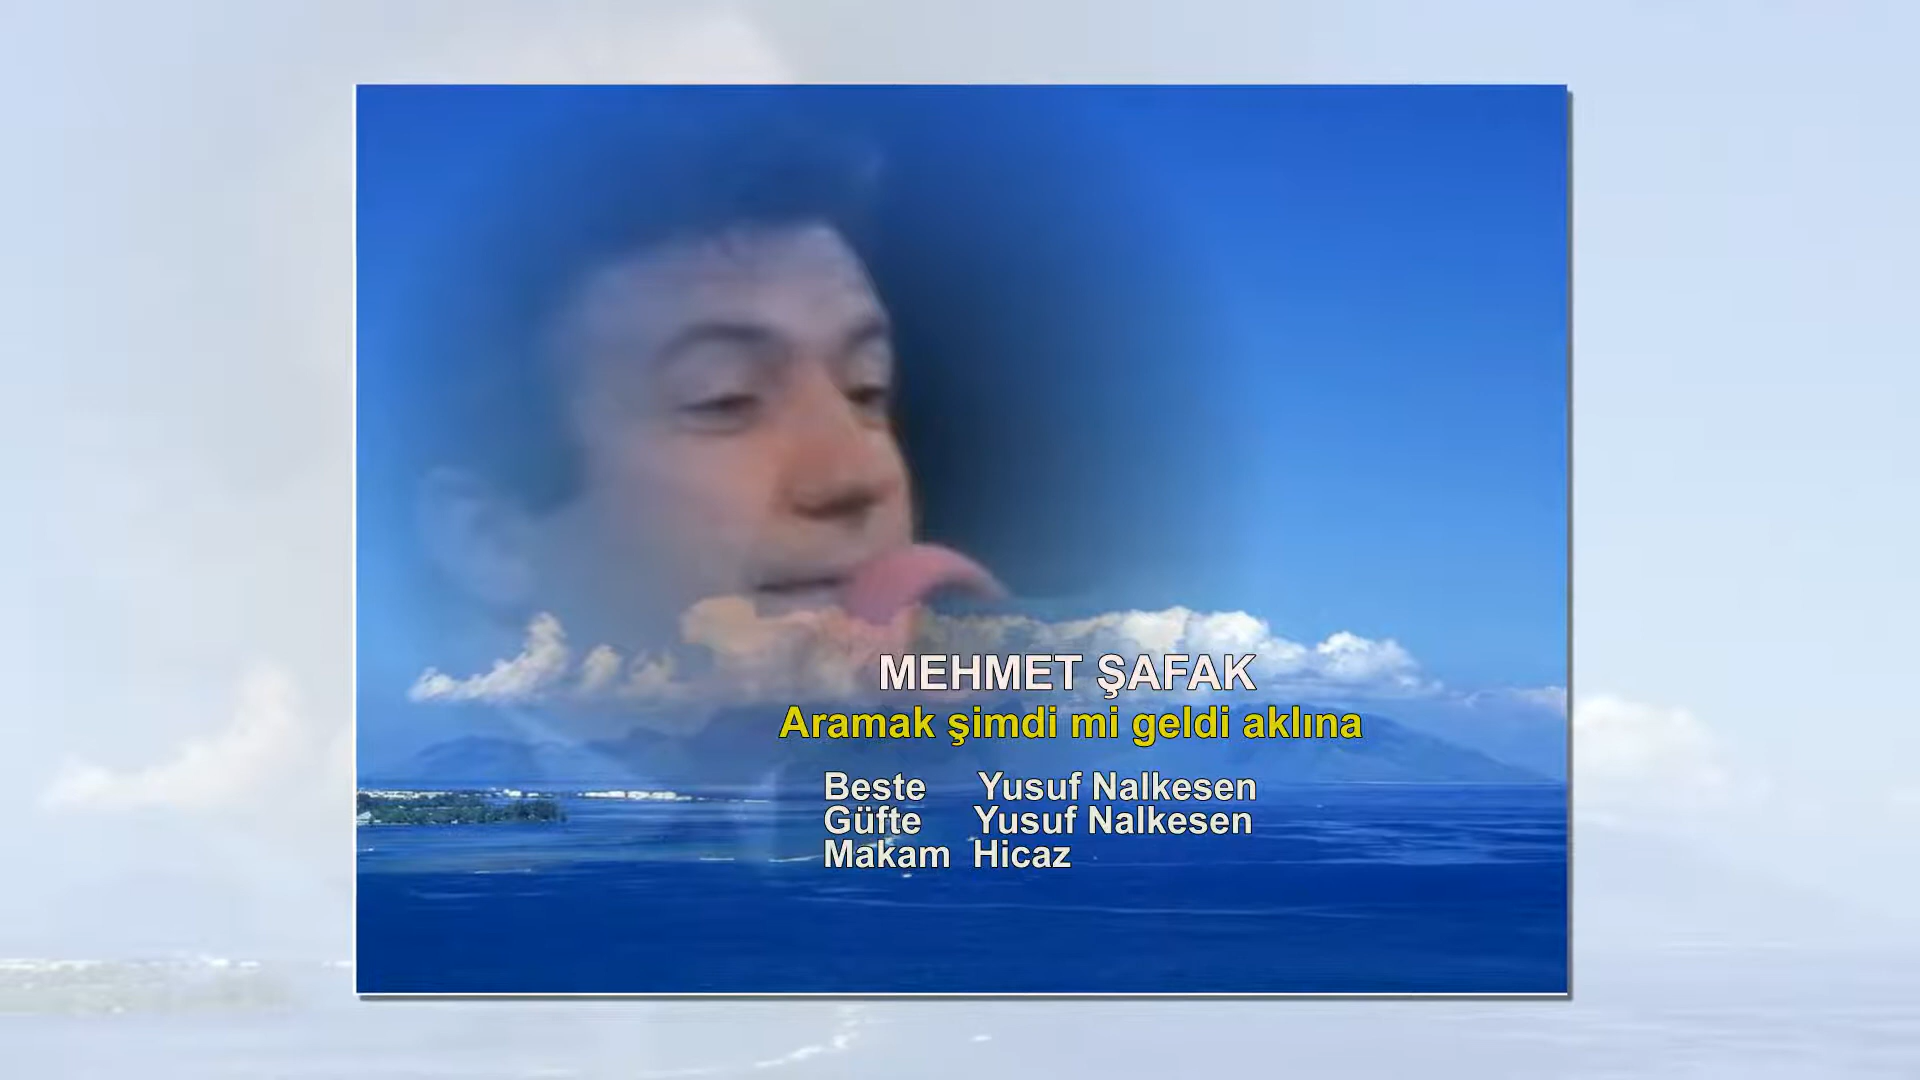 MEHMET ŞAFAK
Aramak şimdi mi geldi aklına
Beste Yusuf Nalkesen
Güfte Yusuf Nalkesen
Makam Hicaz